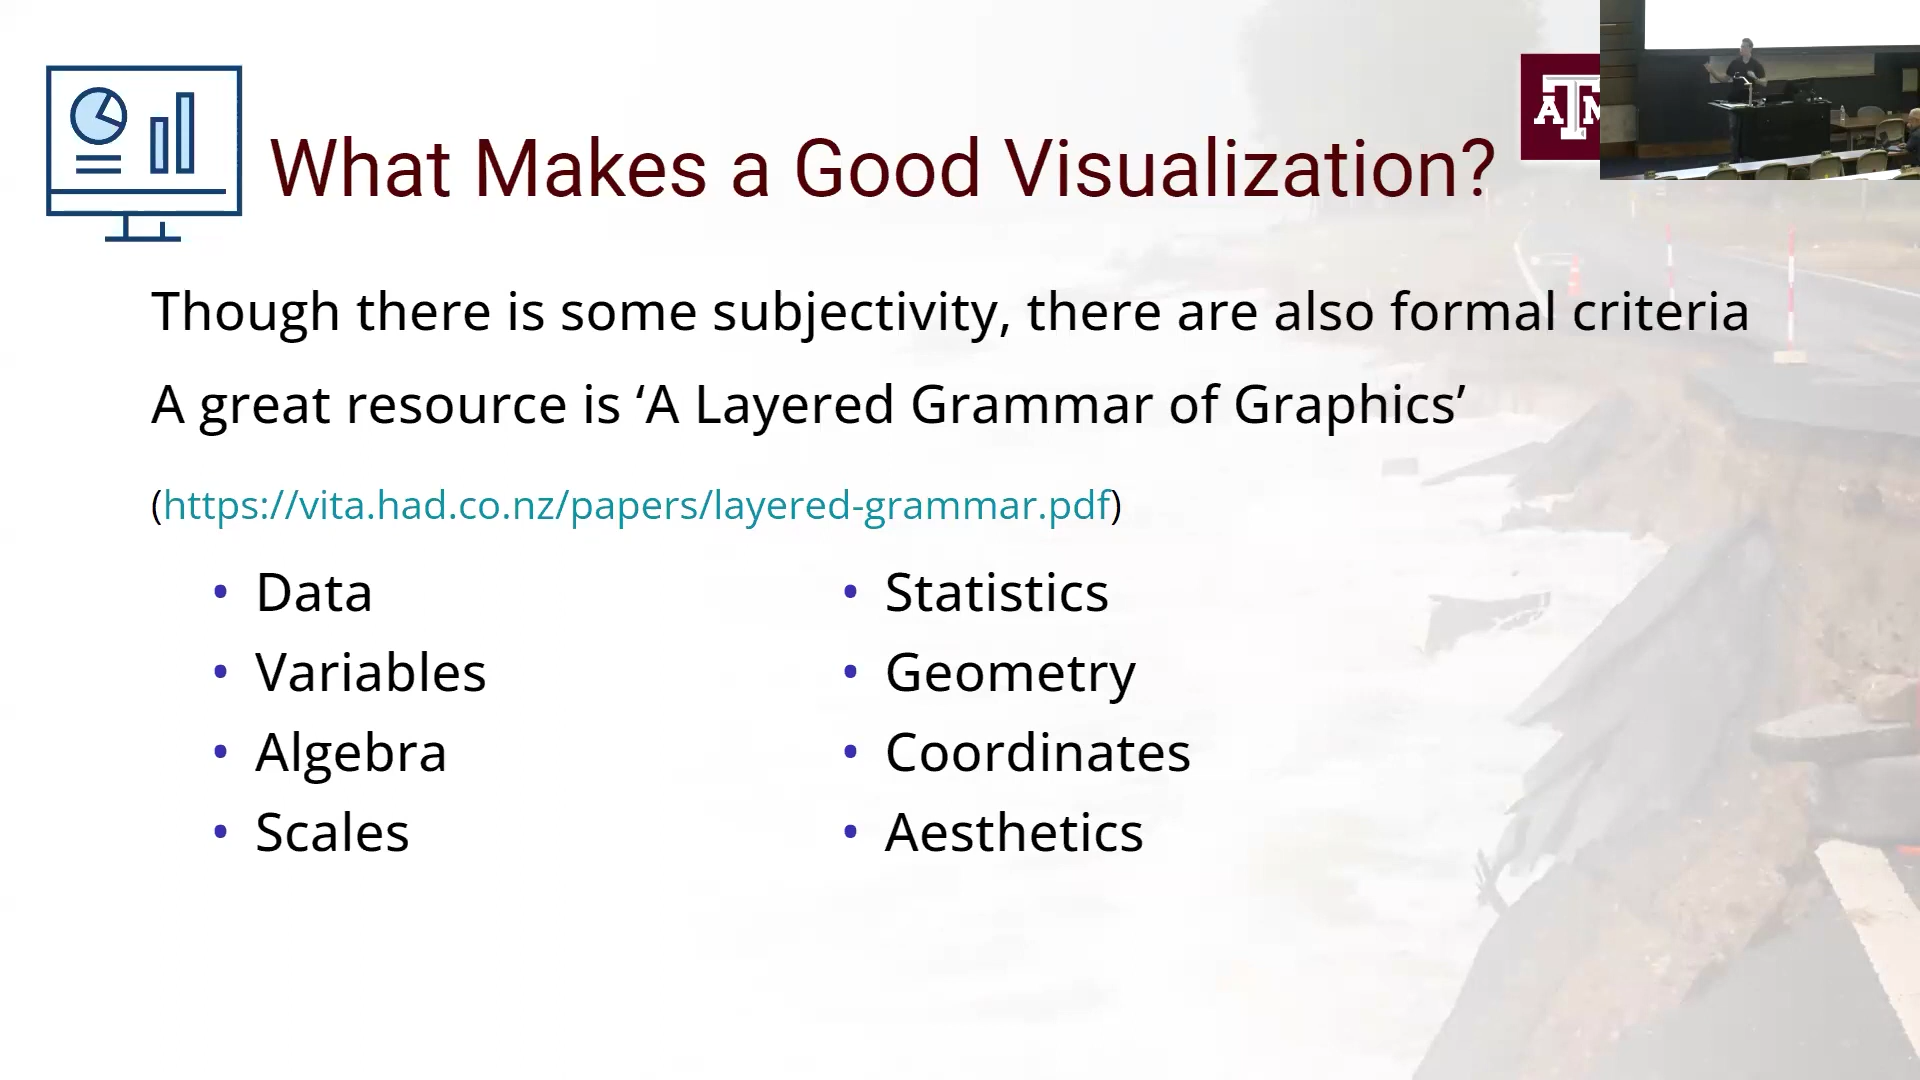 What Makes a Good Visualization?
ATM
Though there is some subjectivity, there are also formal criteria
A great resource is ‘A Layered Grammar of Graphics’
(https://vita.had.co.nz/papers/layered-grammar.pdf)
• Data
• Variables
• Algebra
• Scales
• Statistics
• Geometry
• Coordinates
• Aesthetics